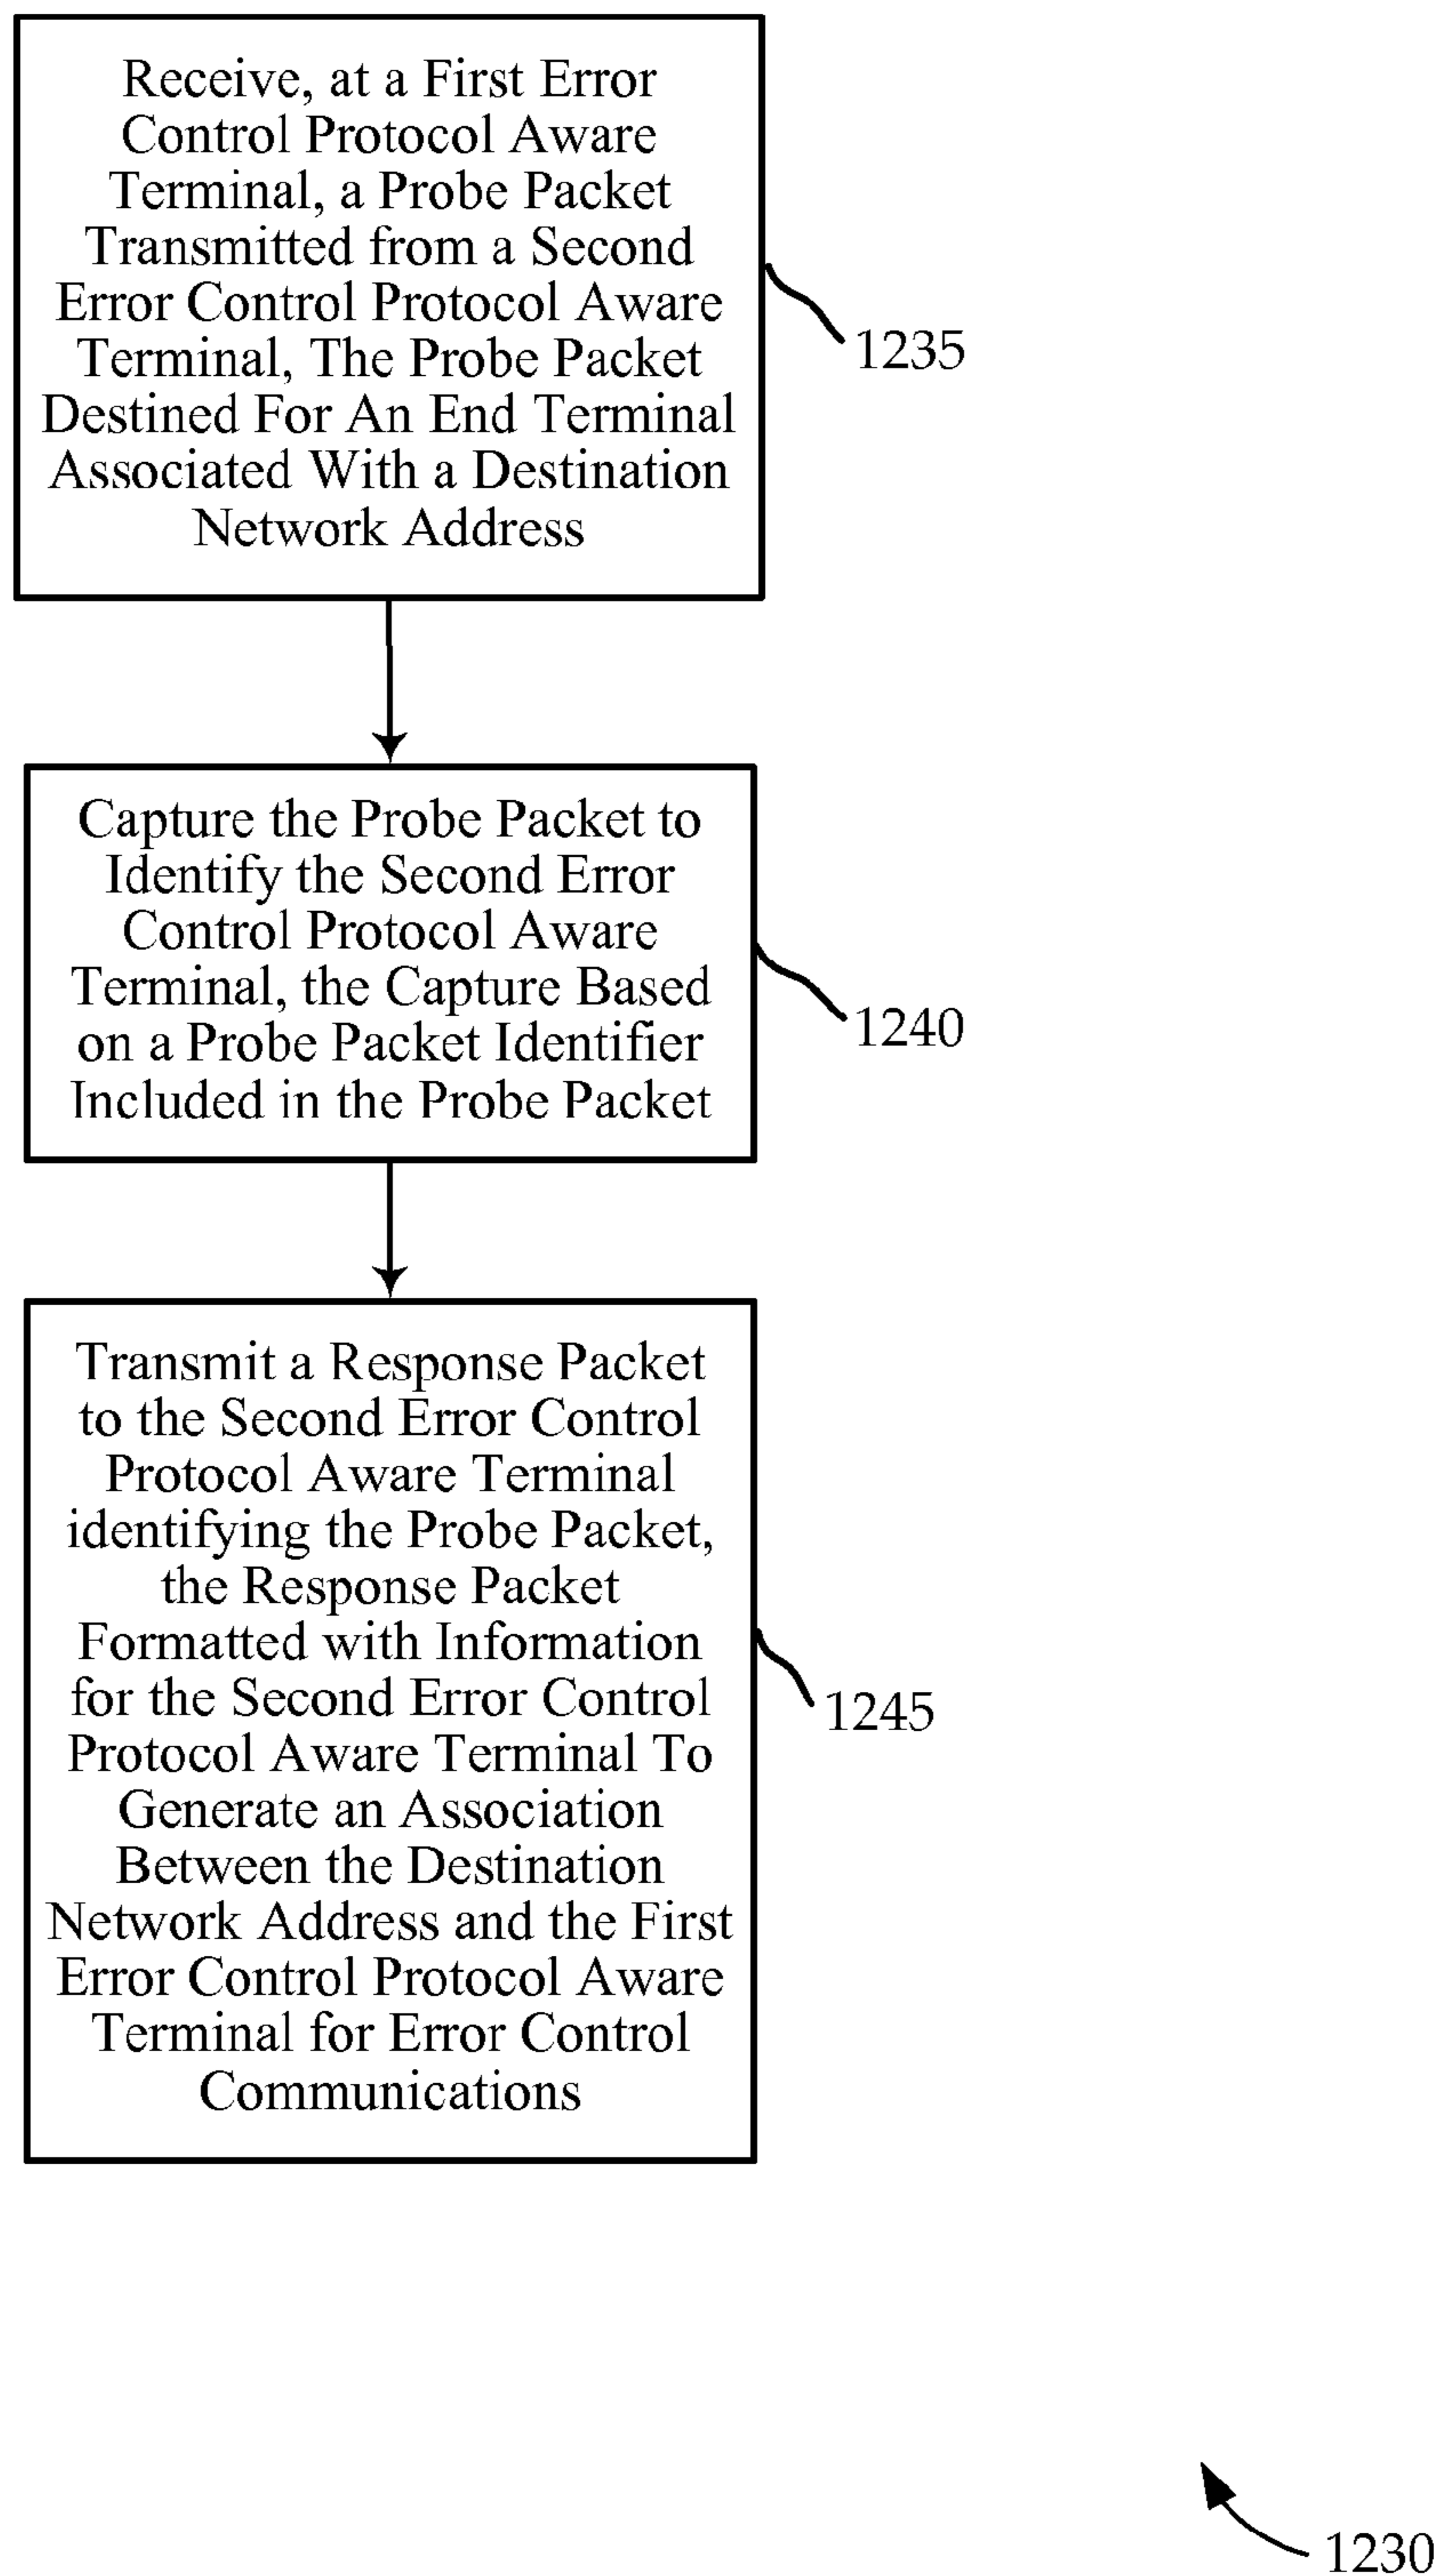 Receive, at a First Error
Control Protocol Aware
Terminal, a Probe Packet
Transmitted from a Second
Error Control Protocol Aware
Terminal, The Probe Packet
Destined For An End Terminal
Associated With a Destination
Network Address
1235
Capture the Probe Packet to
Identify the Second Error
Control Protocol Aware
Terminal, the Capture Based
on a Probe Packet Identifier
Included in the Probe Packet
1240
Transmit a Response Packet
to the Second Error Control
Protocol Aware Terminal
identifying the Probe Packet,
the Response Packet
Formatted with Information
for the Second Error Control
Protocol Aware Terminal To
Generate an Association
Between the Destination
Network Address and the First
Error Control Protocol Aware
Terminal for Error Control
Communications
1245
1230